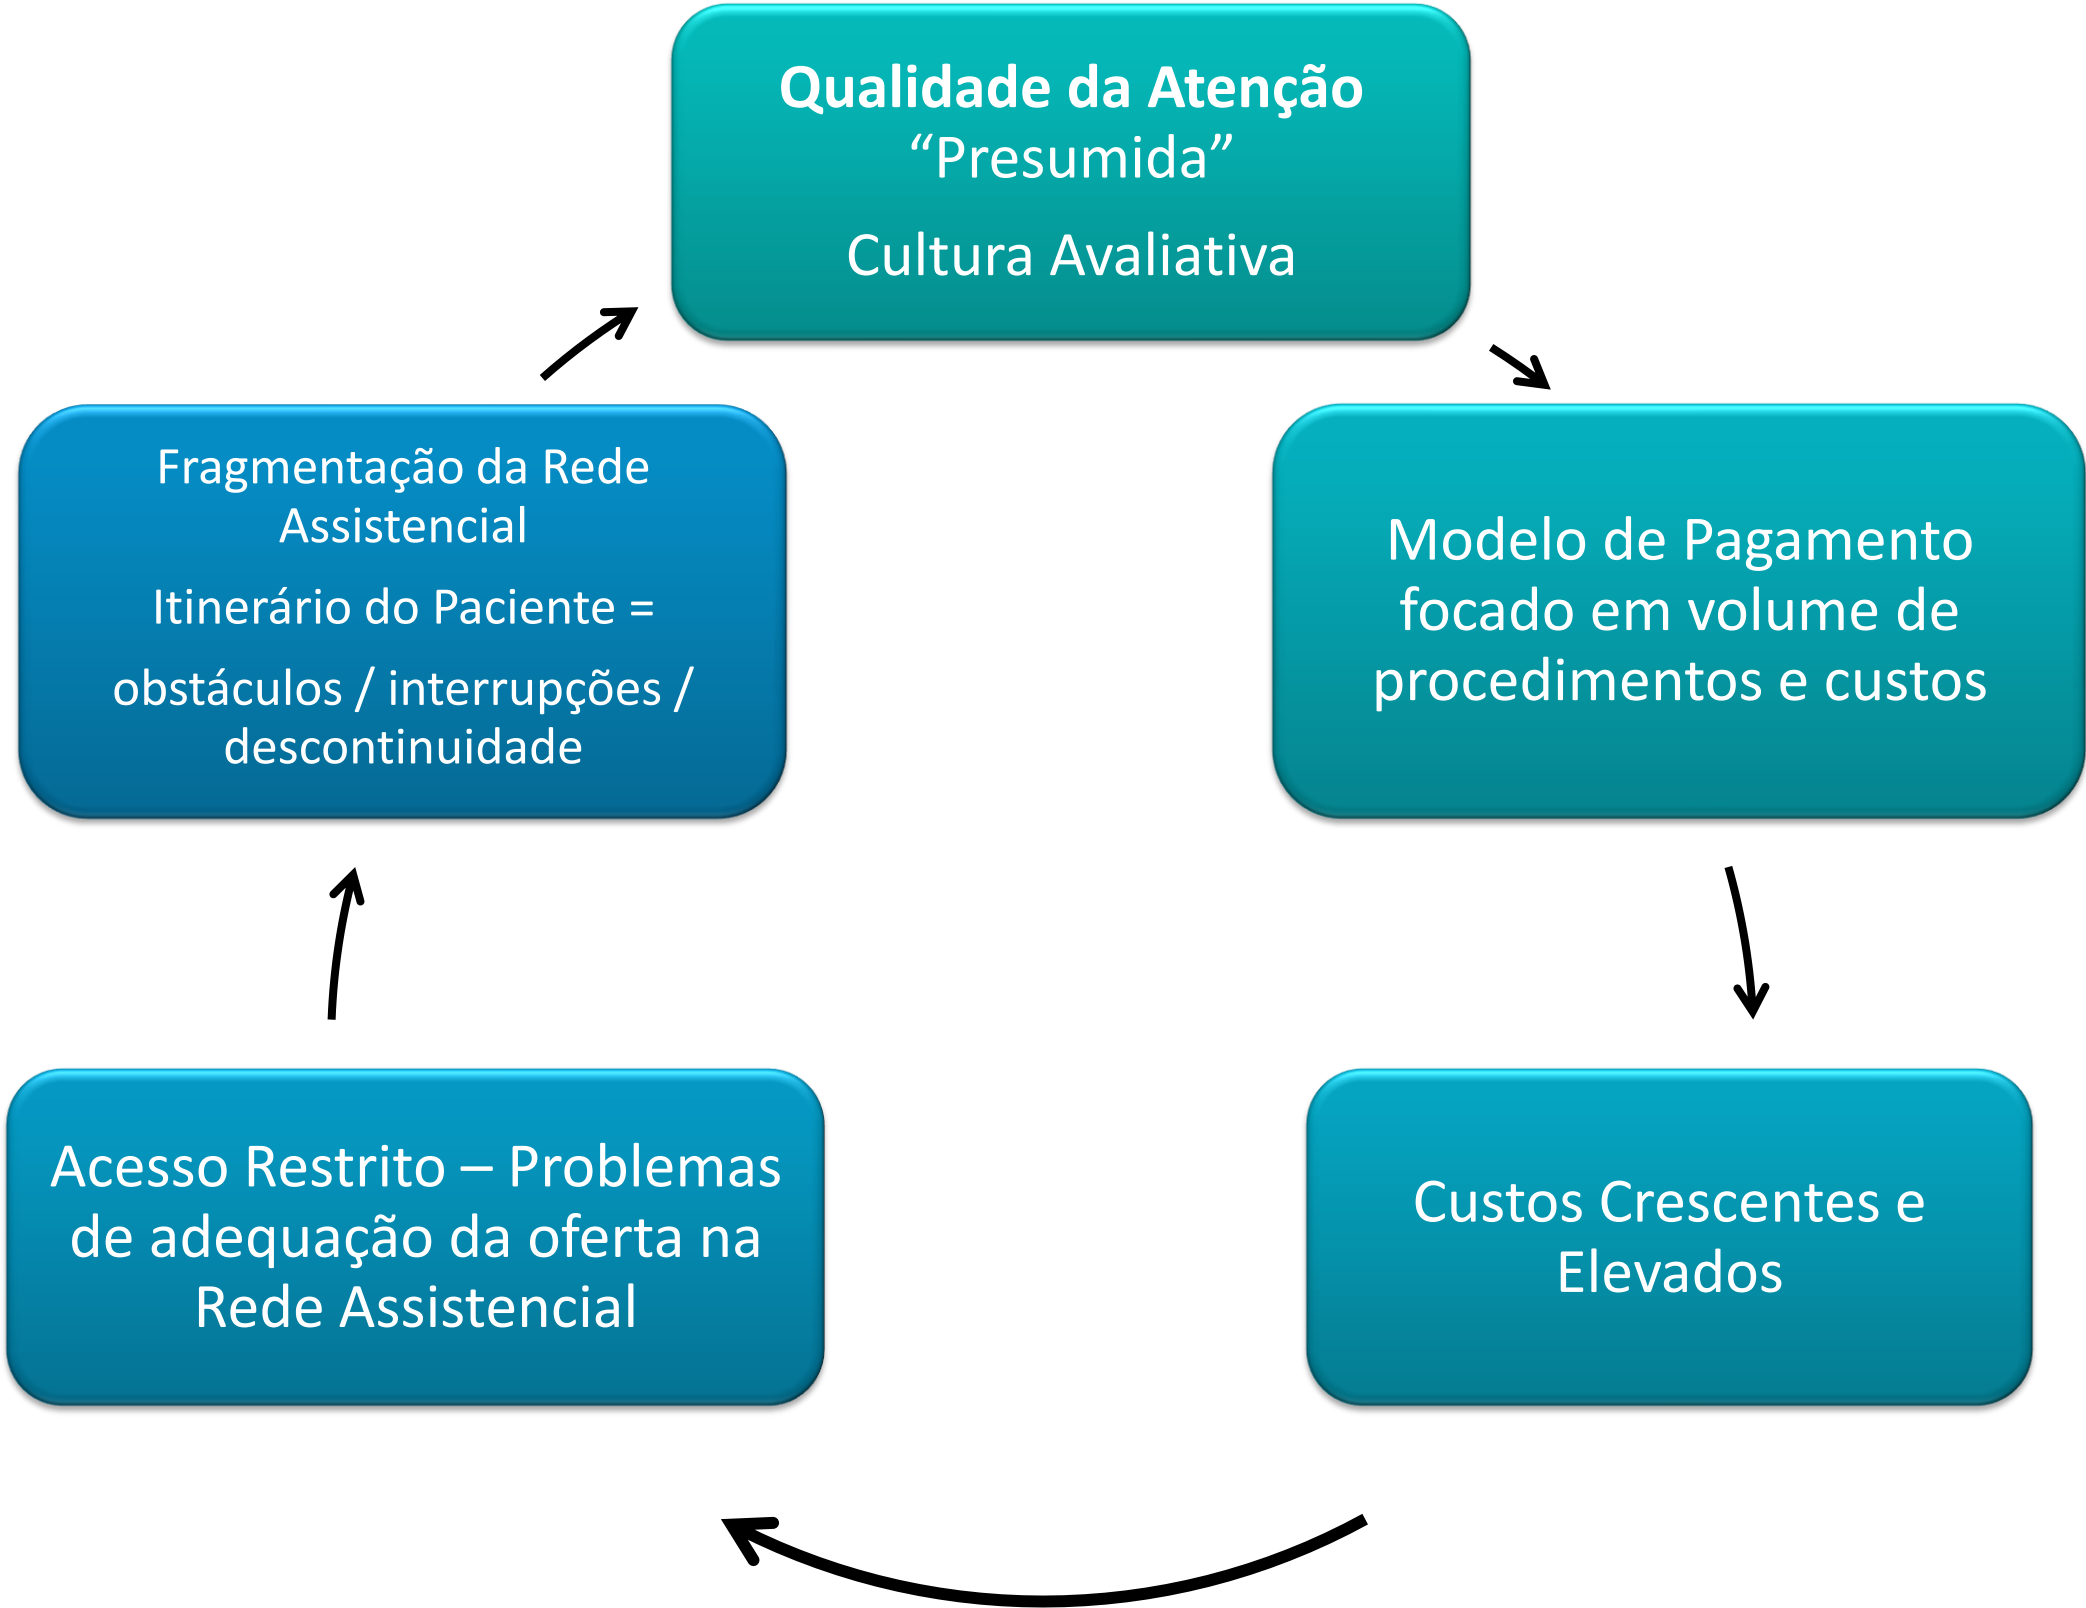 Qualidade da Atenção
“Presumida”
Cultura Avaliativa
Modelo de Pagamento
focado em volume de
procedimentos e custos
Custos Crescentes e
Elevados
Acesso Restrito – Problemas
de adequação da oferta na
Rede Assistencial
Fragmentação da Rede
Assistencial
Itinerário do Paciente =
obstáculos / interrupções /
descontinuidade